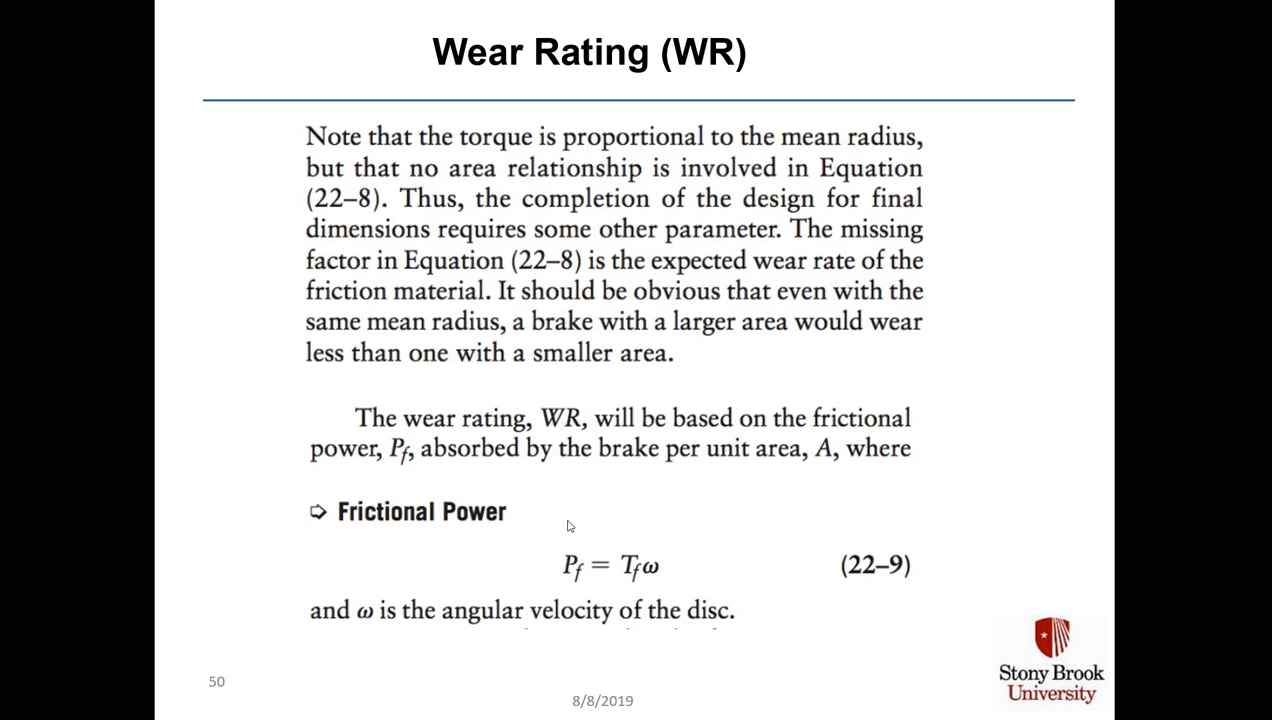 Wear Rating (WR)
Note that the torque is proportional to the mean radius,
but that no area relationship is involved in Equation
(22–8). Thus, the completion of the design for final
dimensions requires some other parameter. The missing
factor in Equation (22–8) is the expected wear rate of the
friction material. It should be obvious that even with the
same mean radius, a brake with a larger area would wear
less than one with a smaller area.
The wear rating, WR, will be based on the frictional
power, Pf, absorbed by the brake per unit area, A, where
⇨ Frictional Power
Pf = Tfω (22–9)
and ω is the angular velocity of the disc.
50
8/8/2019
Stony Brook
University